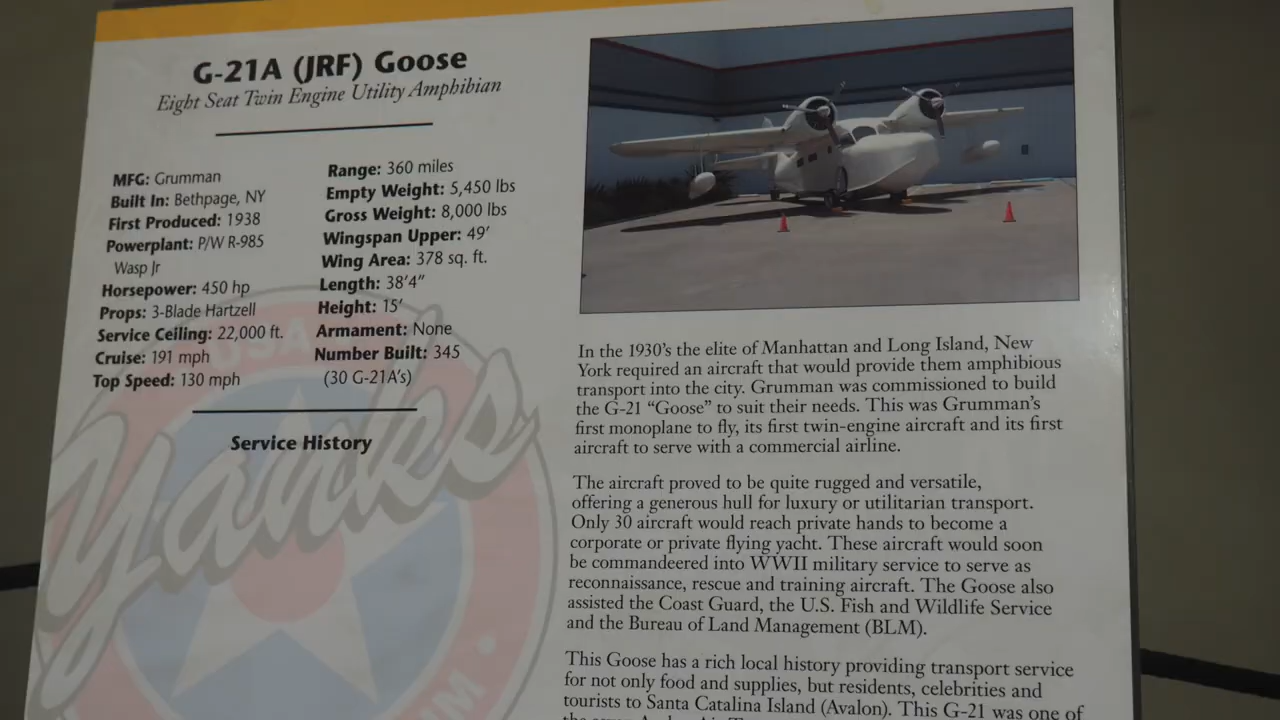 G-21A (JRF) Goose
Eight Seat Twin Engine Utility Amphibian
MFG: Grumman
Built In: Bethpage, NY
First Produced: 1938
Powerplant: P/W R-985
Wasp Jr
Horsepower: 450 hp
Props: 3-Blade Hartzell
Service Ceiling: 22,000 ft.
Cruise: 191 mph
Top Speed: 130 mph
Range: 360 miles
Empty Weight: 5,450 lbs
Gross Weight: 8,000 lbs
Wingspan Upper: 49'
Wing Area: 378 sq. ft.
Length: 38'4"
Height: 15'
Armament: None
Number Built: 345
(30 G-21A's)
Service History
USA
Yanks
In the 1930's the elite of Manhattan and Long Island, New
York required an aircraft that would provide them amphibious
transport into the city. Grumman was commissioned to build
the G-21 “Goose” to suit their needs. This was Grumman's
first monoplane to fly, its first twin-engine aircraft and its first
aircraft to serve with a commercial airline.
The aircraft proved to be quite rugged and versatile,
offering a generous hull for luxury or utilitarian transport.
Only 30 aircraft would reach private hands to become a
corporate or private flying yacht. These aircraft would soon
be commandeered into WWII military service to serve as
reconnaissance, rescue and training aircraft. The Goose also
assisted the Coast Guard, the U.S. Fish and Wildlife Service
and the Bureau of Land Management (BLM).
This Goose has a rich local history providing transport service
for not only food and supplies, but residents, celebrities and
tourists to Santa Catalina Island (Avalon). This G-21 was one of